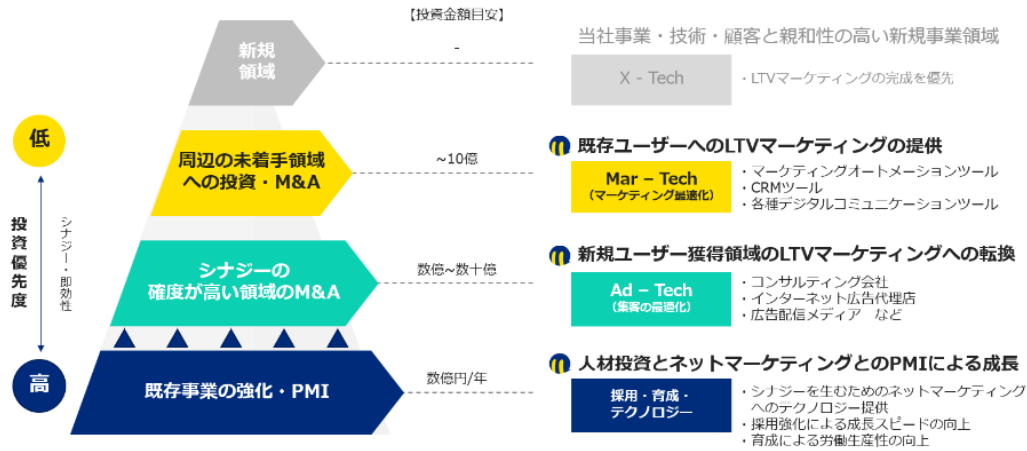 【投資金額目安】
新規
領域
-
当社事業・技術・顧客と親和性の高い新規事業領域
X - Tech
・LTVマーケティングの完成を優先
低
周辺の未着手領域
への投資・M&A
~10億
既存ユーザーへのLTVマーケティングの提供
Mar – Tech
(マーケティング最適化)
・マーケティングオートメーションツール
・CRMツール
・各種デジタルコミュニケーションツール
投資優先度
シナジー・即効性
シナジーの
確度が高い領域のM&A
数億~数十億
新規ユーザー獲得領域のLTVマーケティングへの転換
Ad – Tech
(集客の最適化)
・コンサルティング会社
・インターネット広告代理店
・広告配信メディア など
高
既存事業の強化・PMI
数億円/年
人材投資とネットマーケティングとのPMIによる成長
採用・育成・
テクノロジー
・シナジーを生むためのネットマーケティング
へのテクノロジー提供
・採用強化による成長スピードの向上
・育成による労働生産性の向上